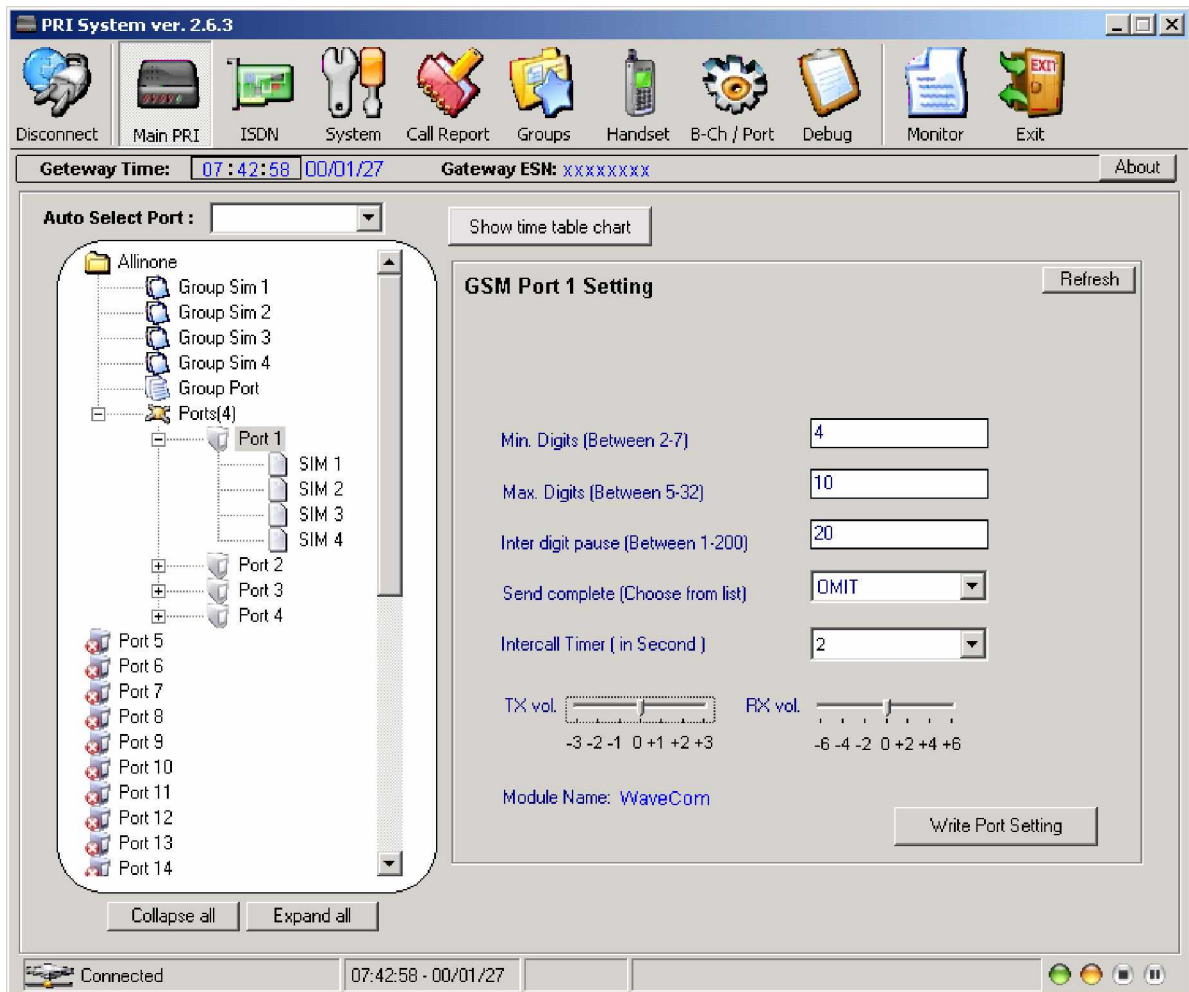 PRI System ver. 2.6.3
Disconnect Main PRI ISDN System Call Report Groups Handset B-Ch / Port Debug Monitor EXIT Exit
Geteway Time: 07:42:58 00/01/27 Gateway ESN: xxxxxxxx About
Auto Select Port :
Show time table chart
Allinone
Group Sim 1
Group Sim 2
Group Sim 3
Group Sim 4
Group Port
Ports(4)
Port 1
SIM 1
SIM 2
SIM 3
SIM 4
Port 2
Port 3
Port 4
Port 5
Port 6
Port 7
Port 8
Port 9
Port 10
Port 11
Port 12
Port 13
Port 14
Collapse all Expand all
GSM Port 1 Setting Refresh
Min. Digits (Between 2-7) 4
Max. Digits (Between 5-32) 10
Inter digit pause (Between 1-200) 20
Send complete (Choose from list) OMIT
Intercall Timer ( in Second ) 2
TX vol. RX vol.
-3 -2 -1 0 +1 +2 +3 -6 -4 -2 0 +2 +4 +6
Module Name: WaveCom
Write Port Setting
Connected 07:42:58 - 00/01/27